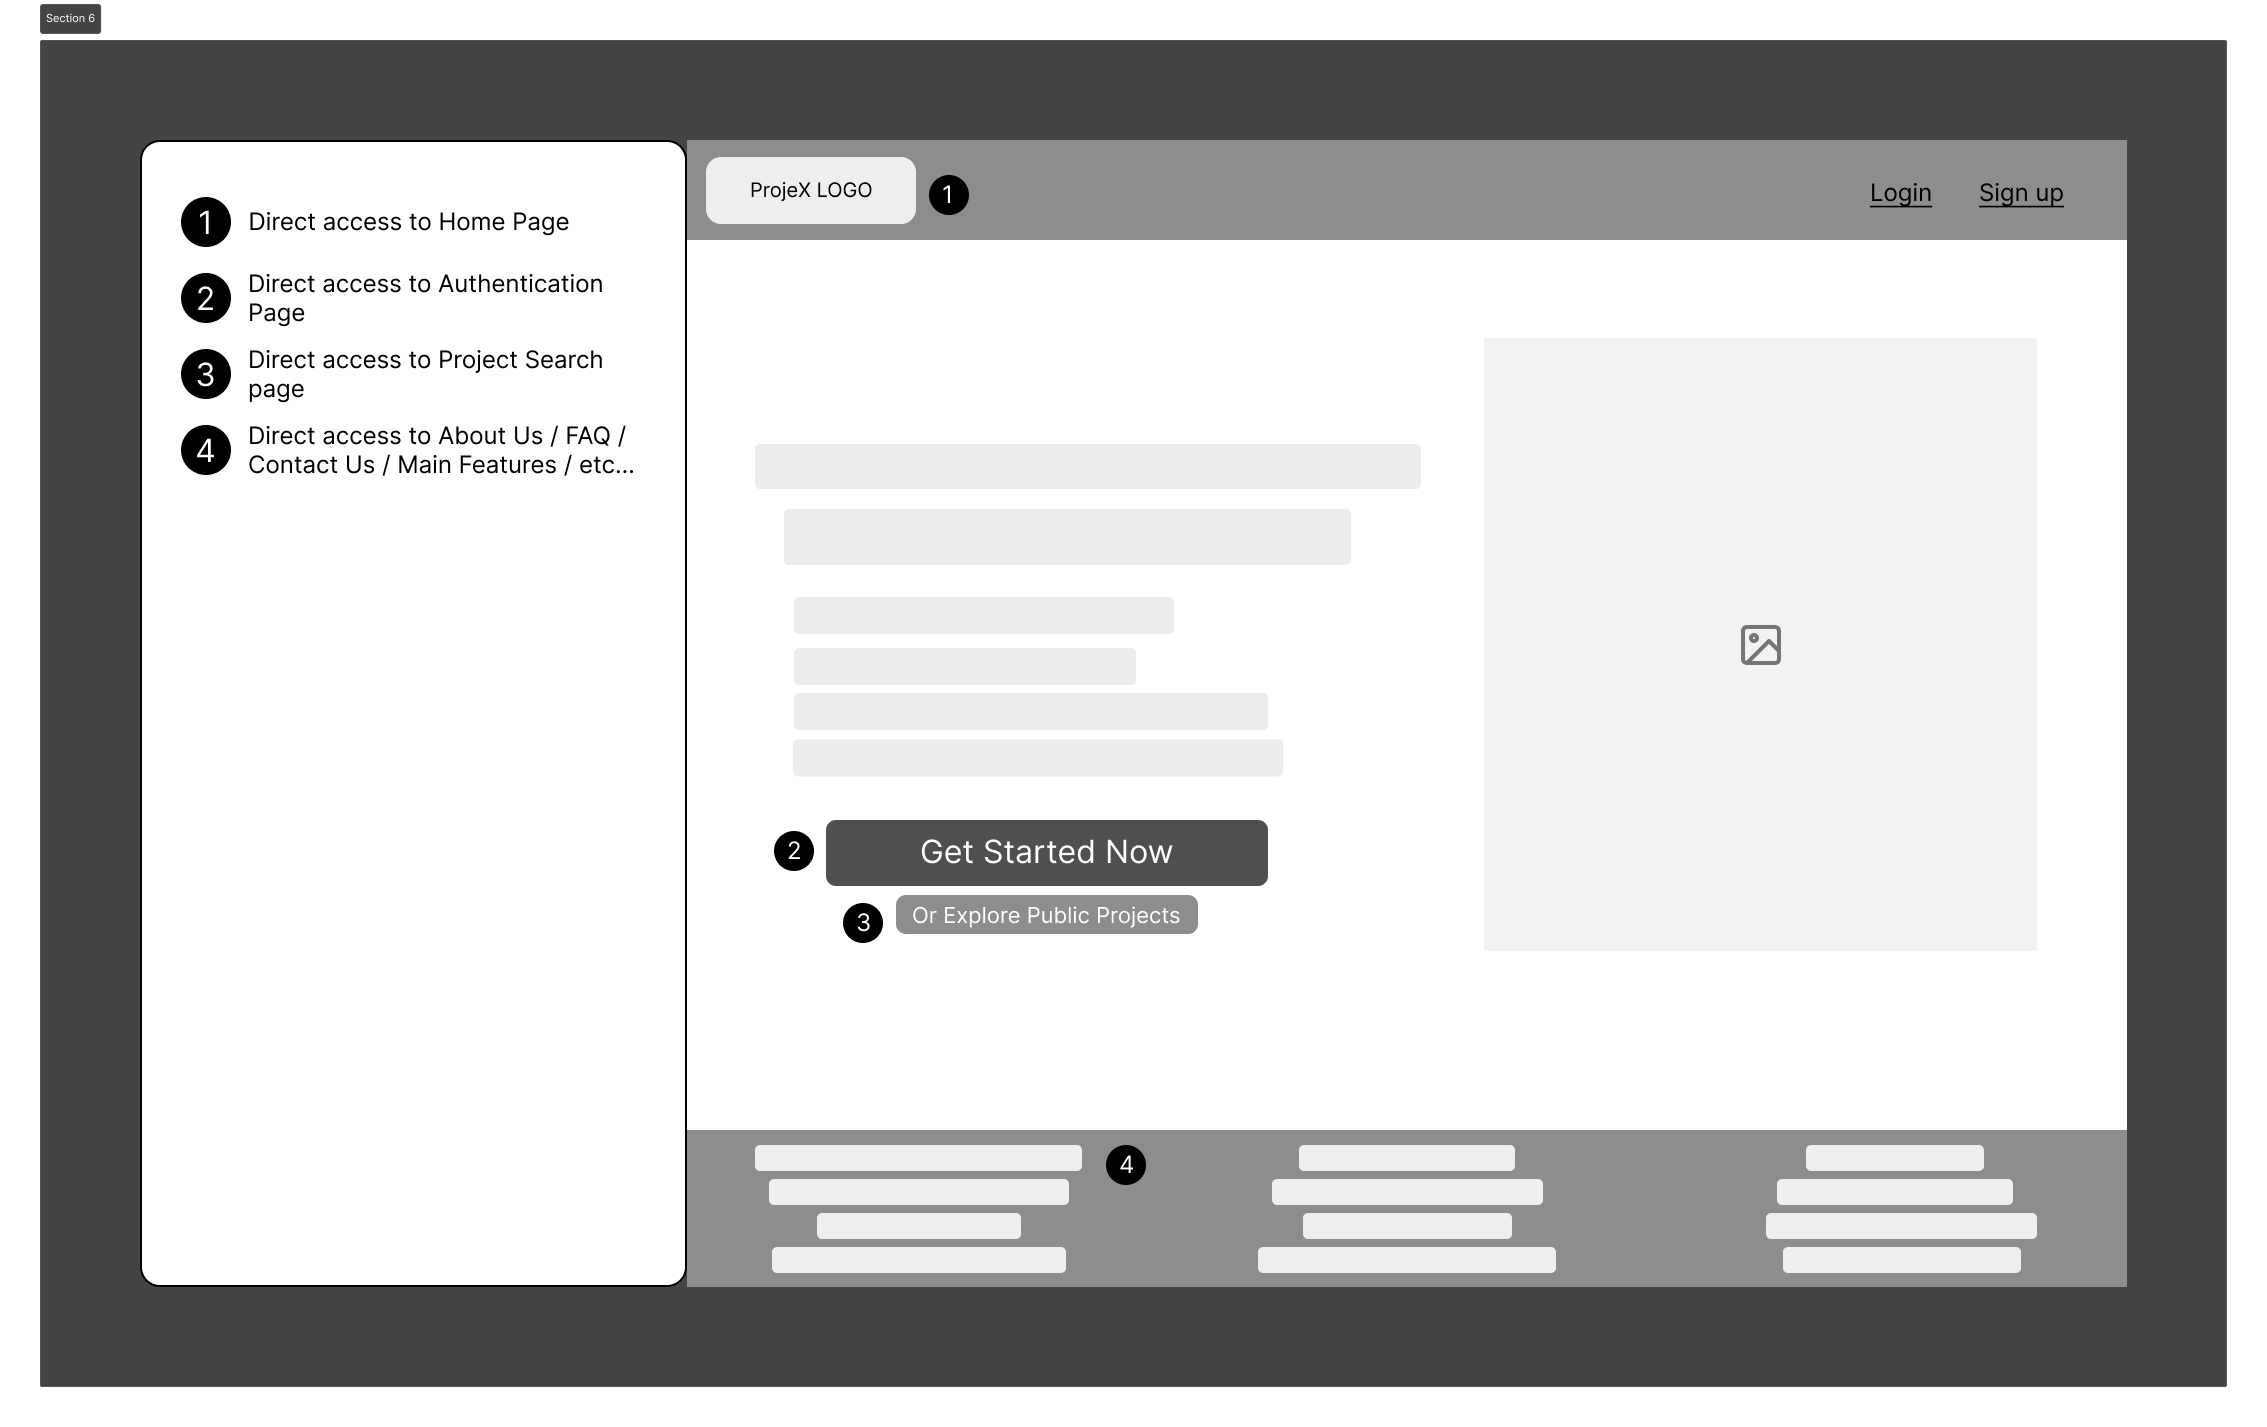 Section 6
1
Direct access to Home Page
2
Direct access to Authentication
Page
3
Direct access to Project Search
page
4
Direct access to About Us / FAQ /
Contact Us / Main Features / etc...
ProjeX LOGO
1
Login
Sign up
2
Get Started Now
3
Or Explore Public Projects
4